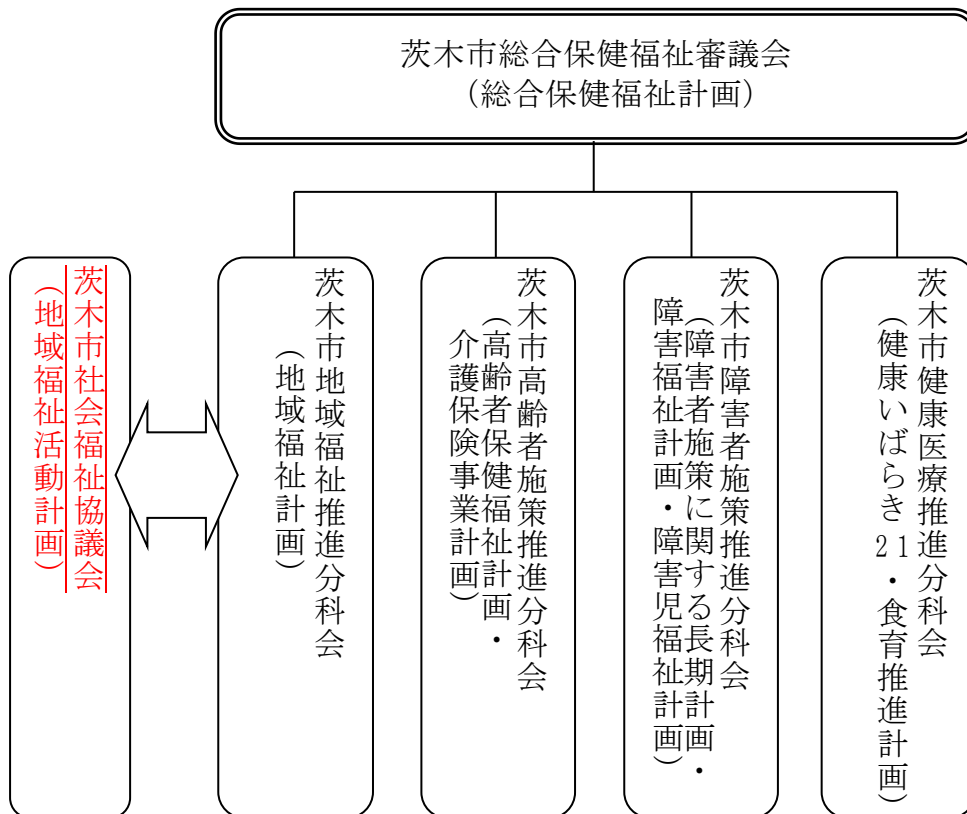 茨木市総合保健福祉審議会
（総合保健福祉計画）
茨木市社会福祉協議会
（地域福祉活動計画）
茨木市地域福祉推進分科会
（地域福祉計画）
茨木市高齢者施策推進分科会
（高齢者保健福祉計画・
介護保険事業計画）
茨木市障害者施策推進分科会
（障害者施策に関する長期計画・
障害福祉計画・障害児福祉計画）
茨木市健康医療推進分科会
（健康いばらき21・食育推進計画）